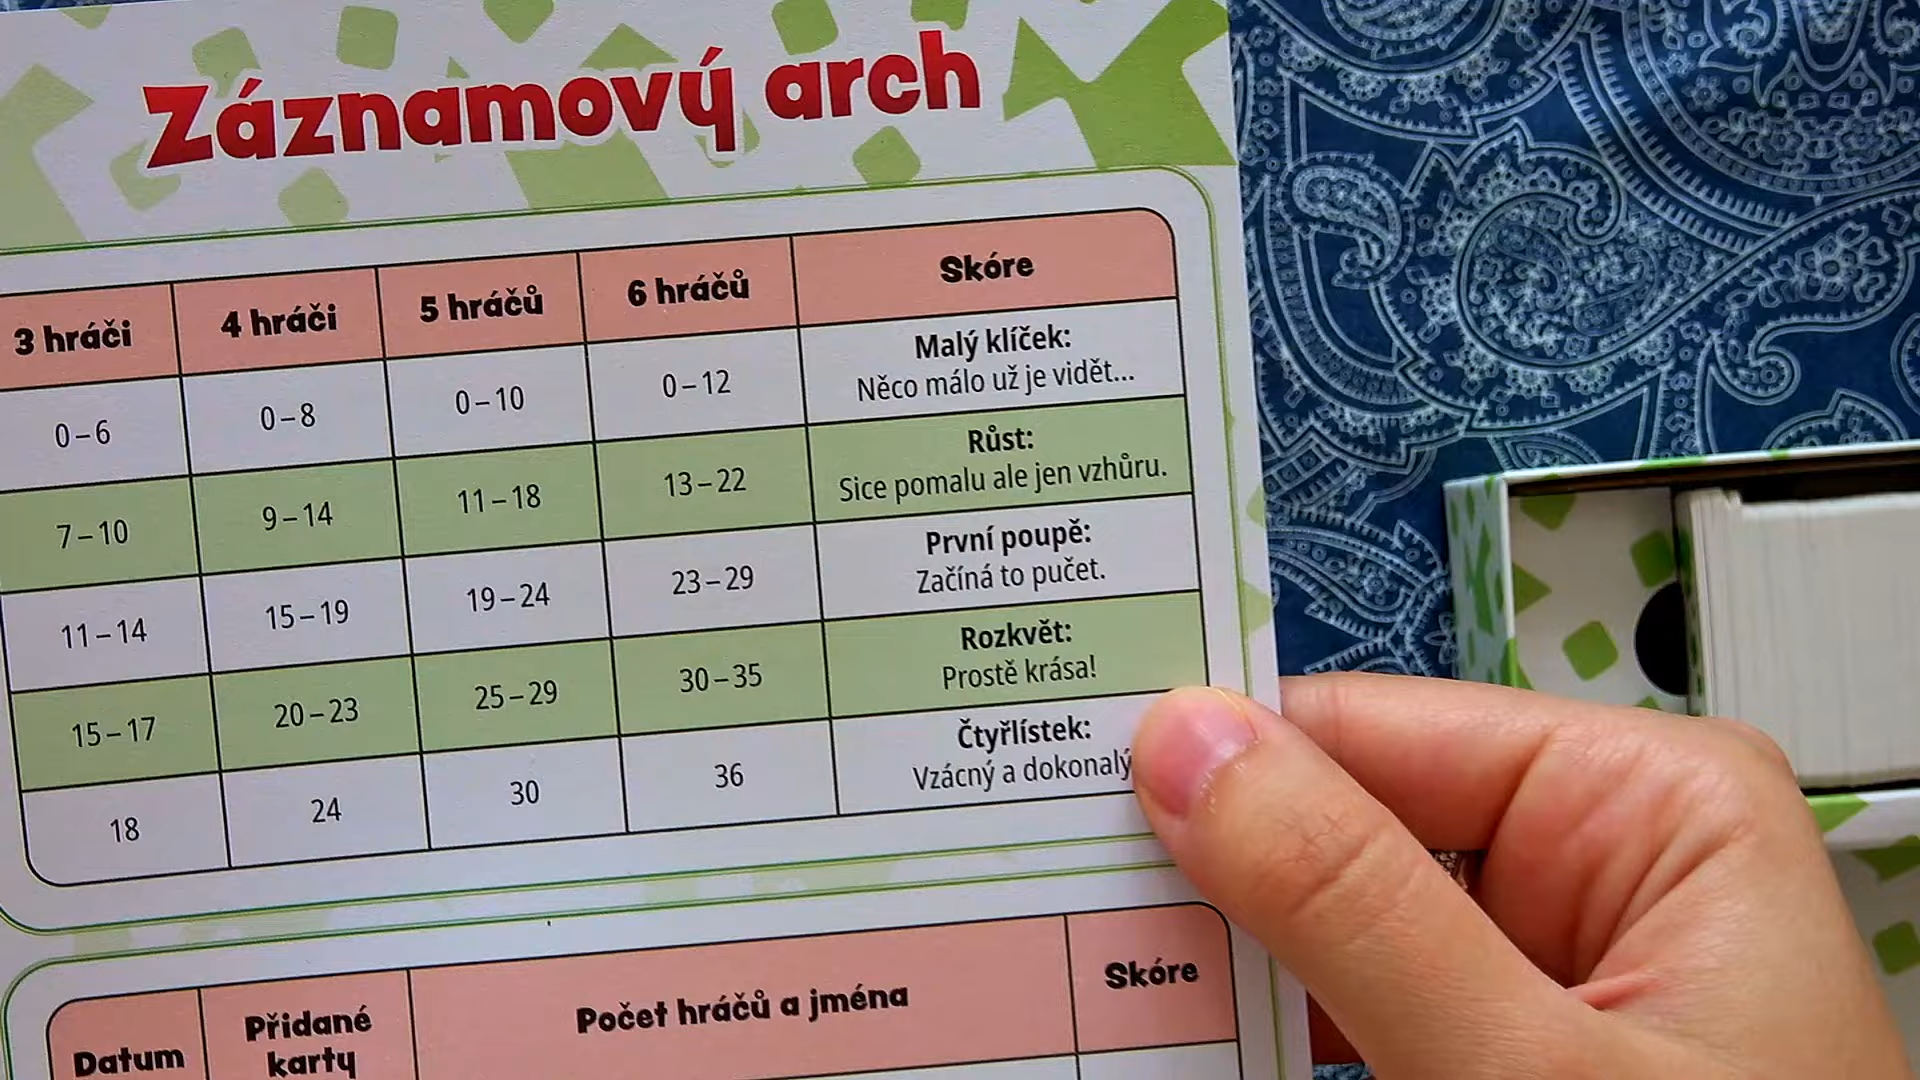 Záznamový arch
3 hráči 4 hráči 5 hráčů 6 hráčů Skóre
0–6 0–8 0–10 0–12 Malý klíček:
Něco málo už je vidět...
7–10 9–14 11–18 13–22 Růst:
Sice pomalu ale jen vzhůru.
11–14 15–19 19–24 23–29 První poupě:
Začíná to pučet.
15–17 20–23 25–29 30–35 Rozkvět:
Prostě krása!
18 24 30 36 Čtyřlístek:
Vzácný a dokonalý
Datum Přidané karty Počet hráčů a jména Skóre